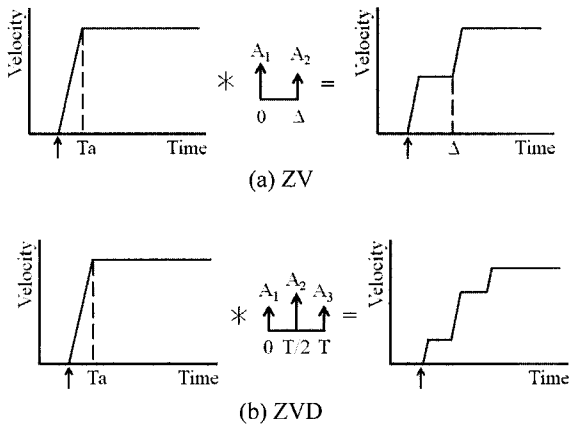 Velocity
Ta
Time
*
A1
A2
0
Δ
=
Velocity
Δ
Time
(a) ZV
Velocity
Ta
Time
*
A1
A2
A3
0 T/2 T
=
Velocity
Time
(b) ZVD